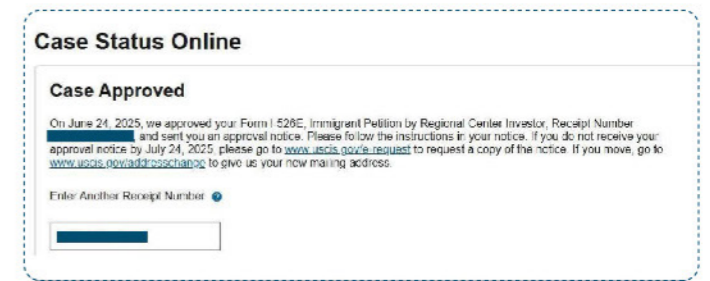 Case Status Online
Case Approved
On June 24, 2025, we approved your Form I-526E, Immigrant Petition by Regional Center Investor, Receipt Number
, and sent you an approval notice. Please follow the instructions in your notice. If you do not receive your
approval notice by July 24, 2025, please go to www.uscis.gov/e-request to request a copy of the notice. If you move, go to
www.uscis.gov/addresschange to give us your new mailing address.
Enter Another Receipt Number